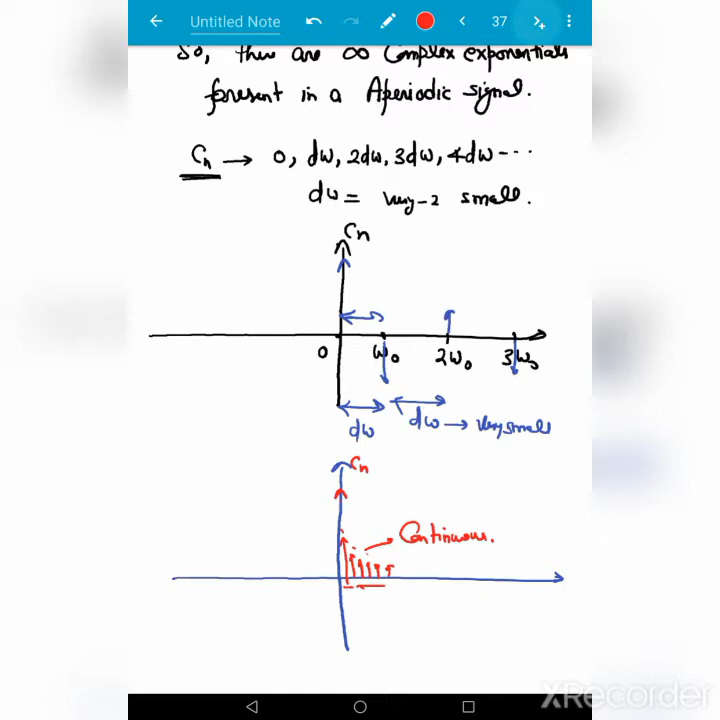 Untitled Note
37
So, there are ∞ Complex exponentials
present in a Aperiodic signal.
Cn → 0, dω, 2dω, 3dω, 4dω ---
dω = very-2 small.
Cn
0 ω0 2ω0 3ω0
dω dω → very small
Cn
Continuous.
XRecorder